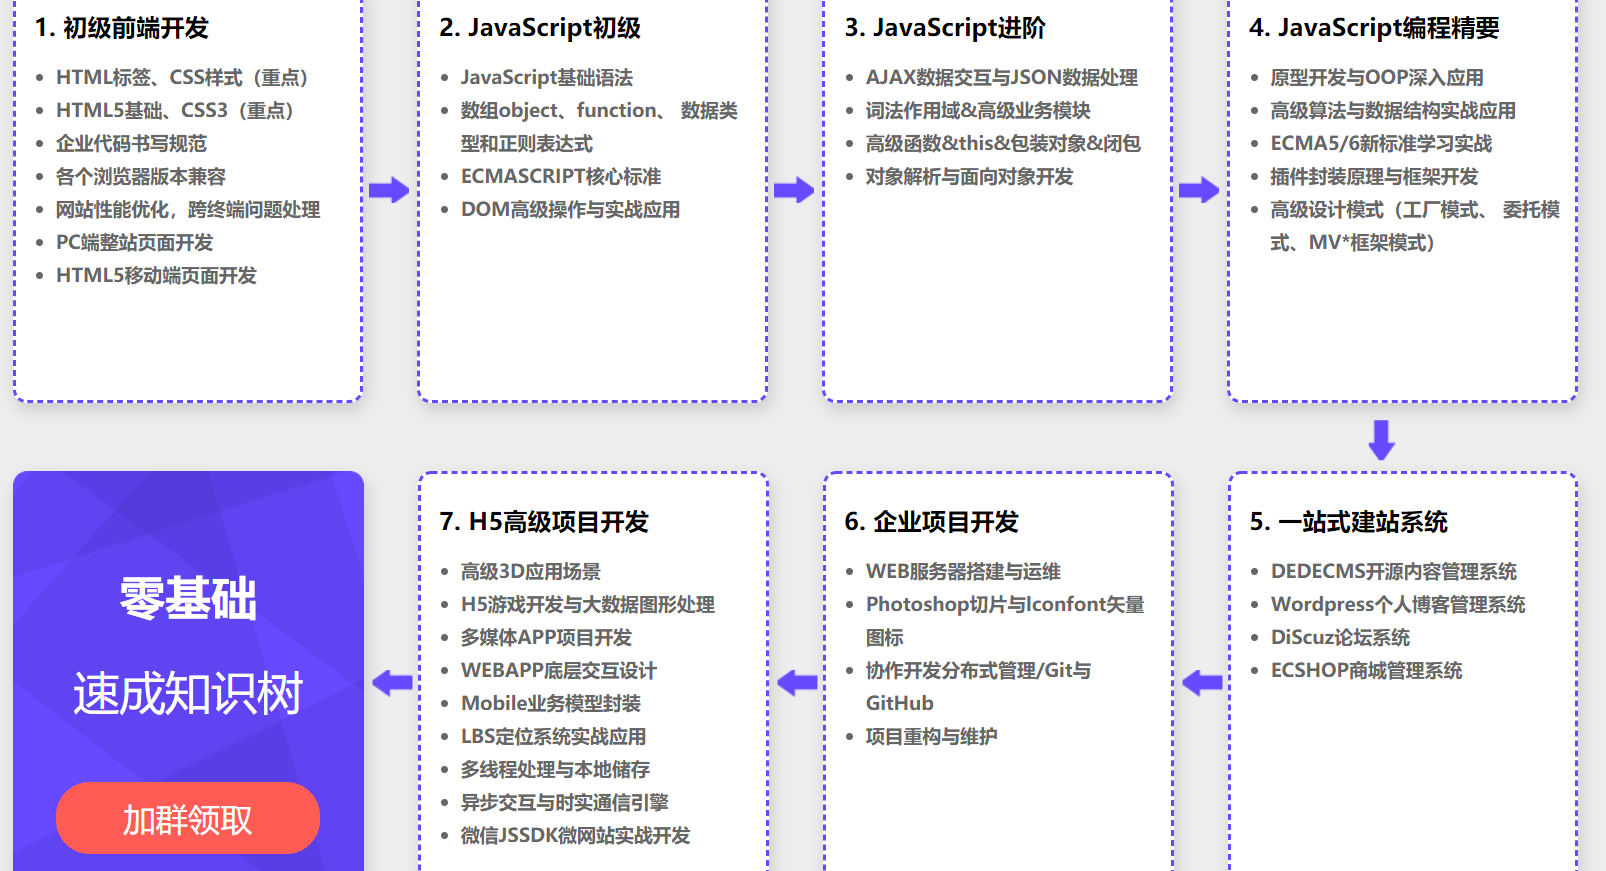 1. 初级前端开发
HTML标签、CSS样式（重点）
HTML5基础、CSS3（重点）
企业代码书写规范
各个浏览器版本兼容
网站性能优化，跨终端问题处理
PC端整站页面开发
HTML5移动端页面开发
2. JavaScript初级
JavaScript基础语法
数组object、function、 数据类
型和正则表达式
ECMASCRIPT核心标准
DOM高级操作与实战应用
3. JavaScript进阶
AJAX数据交互与JSON数据处理
词法作用域&高级业务模块
高级函数&this&包装对象&闭包
对象解析与面向对象开发
4. JavaScript编程精要
原型开发与OOP深入应用
高级算法与数据结构实战应用
ECMA5/6新标准学习实战
插件封装原理与框架开发
高级设计模式（工厂模式、 委托模
式、MV*框架模式）
5. 一站式建站系统
DEDECMS开源内容管理系统
Wordpress个人博客管理系统
DiScuz论坛系统
ECSHOP商城管理系统
6. 企业项目开发
WEB服务器搭建与运维
Photoshop切片与lconfont矢量
图标
协作开发分布式管理/Git与
GitHub
项目重构与维护
7. H5高级项目开发
高级3D应用场景
H5游戏开发与大数据图形处理
多媒体APP项目开发
WEBAPP底层交互设计
Mobile业务模型封装
LBS定位系统实战应用
多线程处理与本地储存
异步交互与时实通信引擎
微信JSSDK微网站实战开发
零基础
速成知识树
加群领取